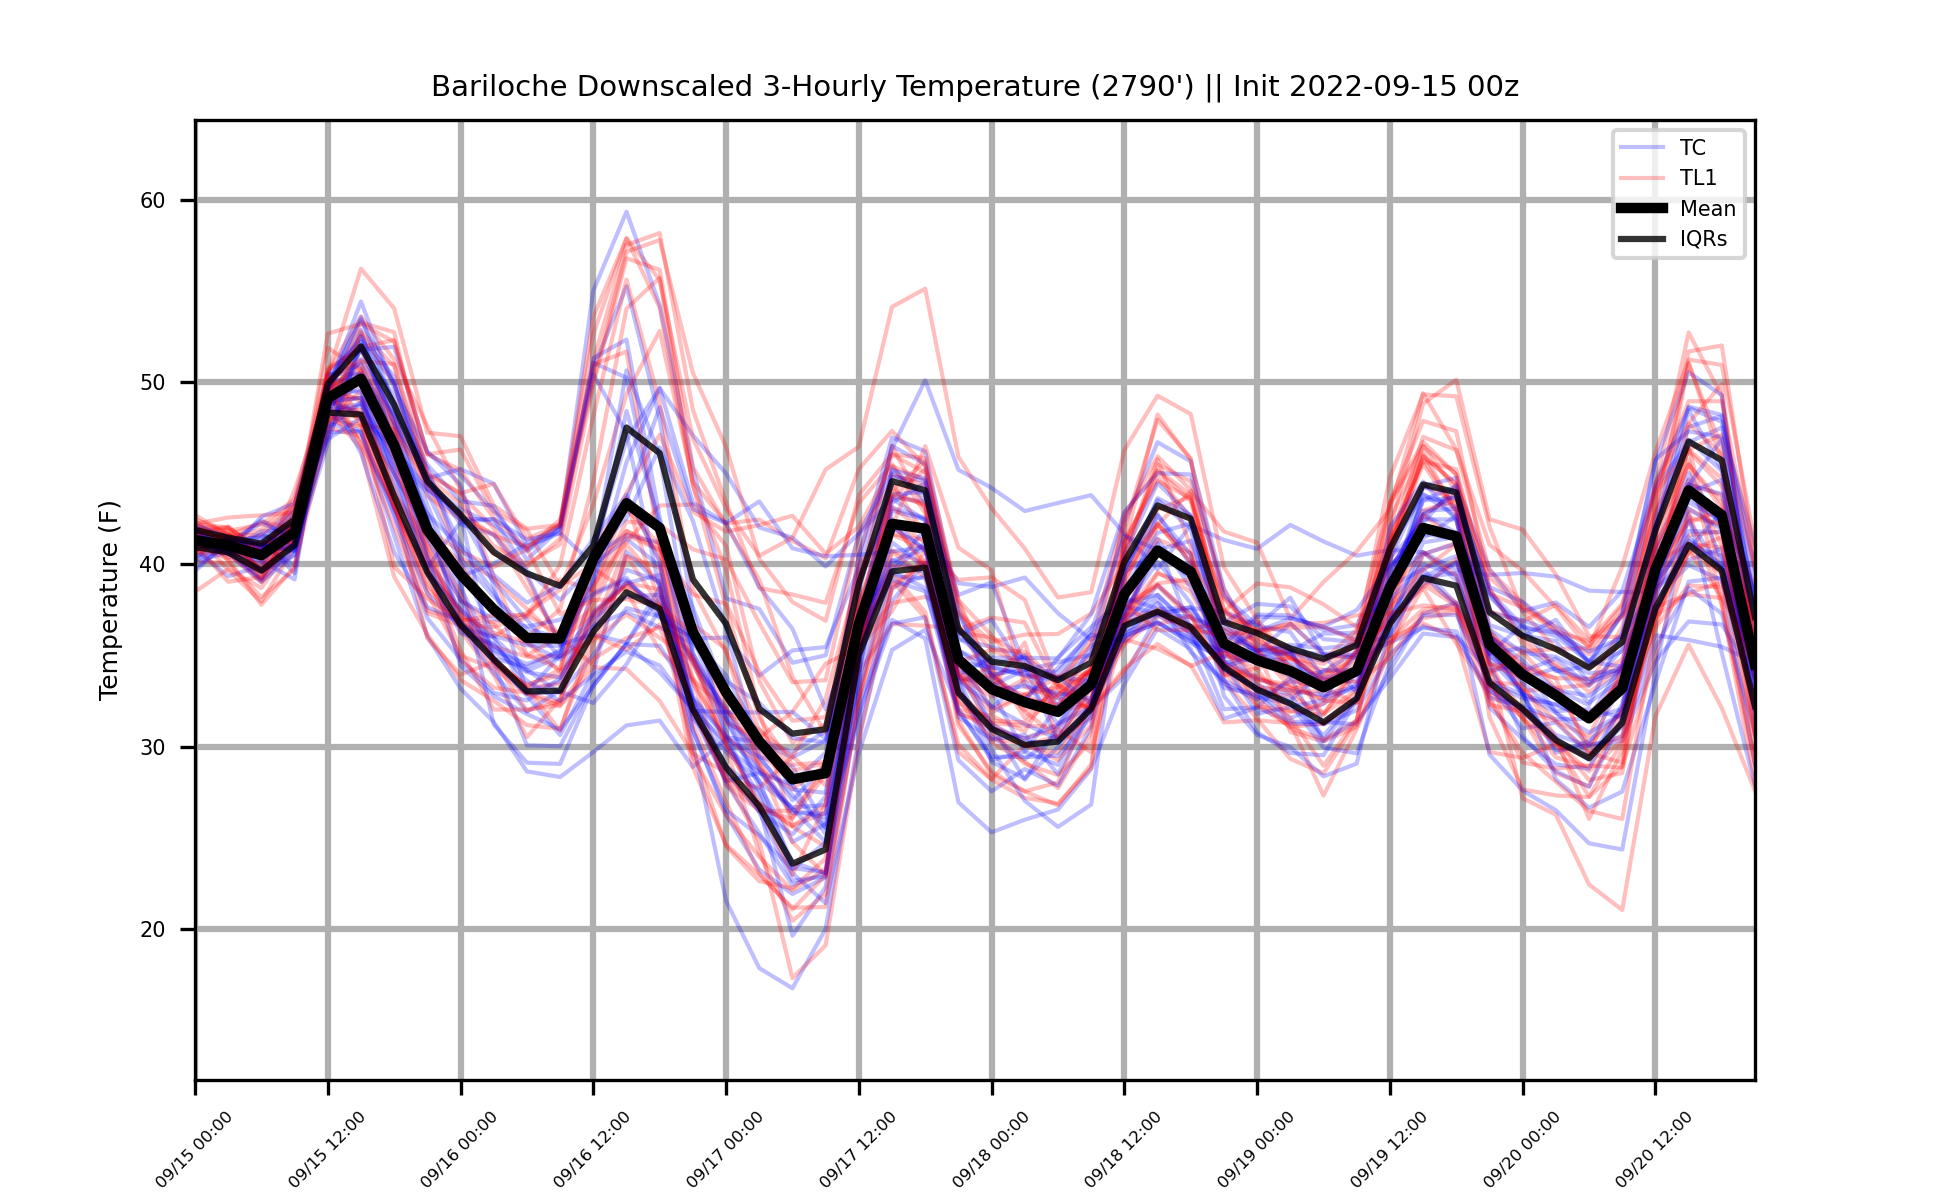 Bariloche Downscaled 3-Hourly Temperature (2790') || Init 2022-09-15 00z
TC
TL1
Mean
IQRs
Temperature (F)
60
50
40
30
20
09/15 00:00
09/15 12:00
09/16 00:00
09/16 12:00
09/17 00:00
09/17 12:00
09/18 00:00
09/18 12:00
09/19 00:00
09/19 12:00
09/20 00:00
09/20 12:00